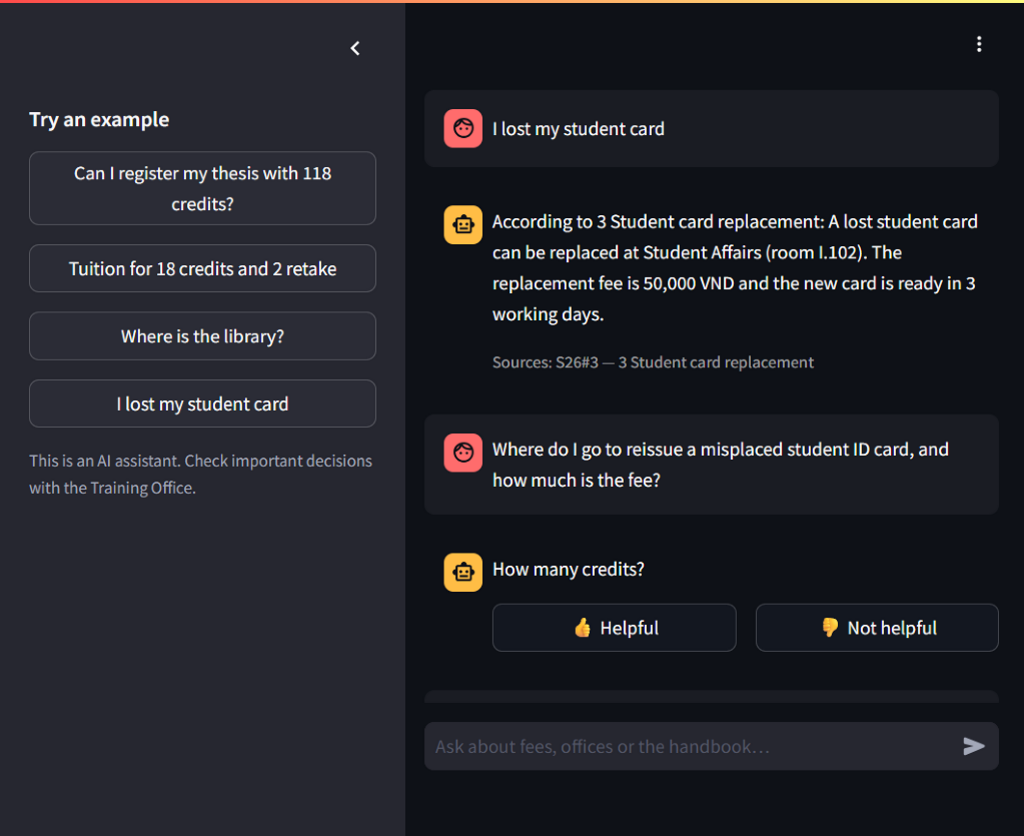 Try an example
Can I register my thesis with 118
credits?
Tuition for 18 credits and 2 retake
Where is the library?
I lost my student card
This is an AI assistant. Check important decisions
with the Training Office.
I lost my student card
According to 3 Student card replacement: A lost student card
can be replaced at Student Affairs (room I.102). The
replacement fee is 50,000 VND and the new card is ready in 3
working days.
Sources: S26#3 — 3 Student card replacement
Where do I go to reissue a misplaced student ID card, and
how much is the fee?
How many credits?
👍 Helpful
👎 Not helpful
Ask about fees, offices or the handbook…